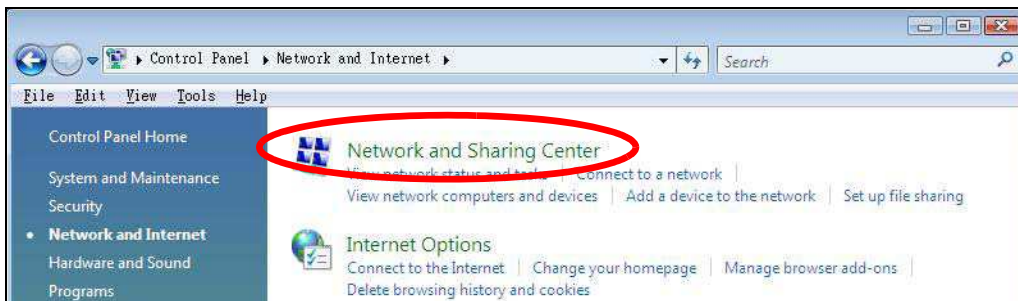 Control Panel Network and Internet
Search
File Edit View Tools Help
Control Panel Home
System and Maintenance
Security
Network and Internet
Hardware and Sound
Programs
Network and Sharing Center
View network status and tasks Connect to a network
View network computers and devices Add a device to the network Set up file sharing
Internet Options
Connect to the Internet Change your homepage Manage browser add-ons
Delete browsing history and cookies